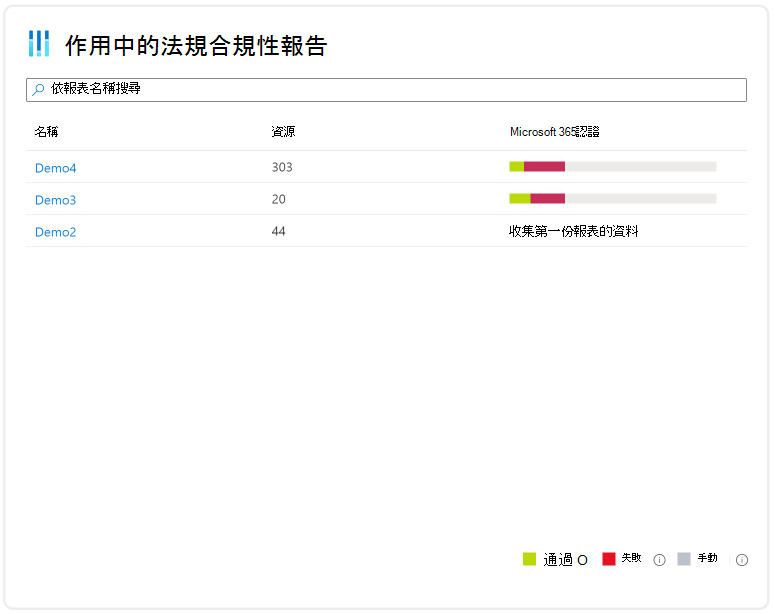 作用中的法規合規性報告
依報表名稱搜尋
名稱 資源 Microsoft 365認證
Demo4 303
Demo3 20
Demo2 44 收集第一份報表的資料
通過 O 失敗 手動